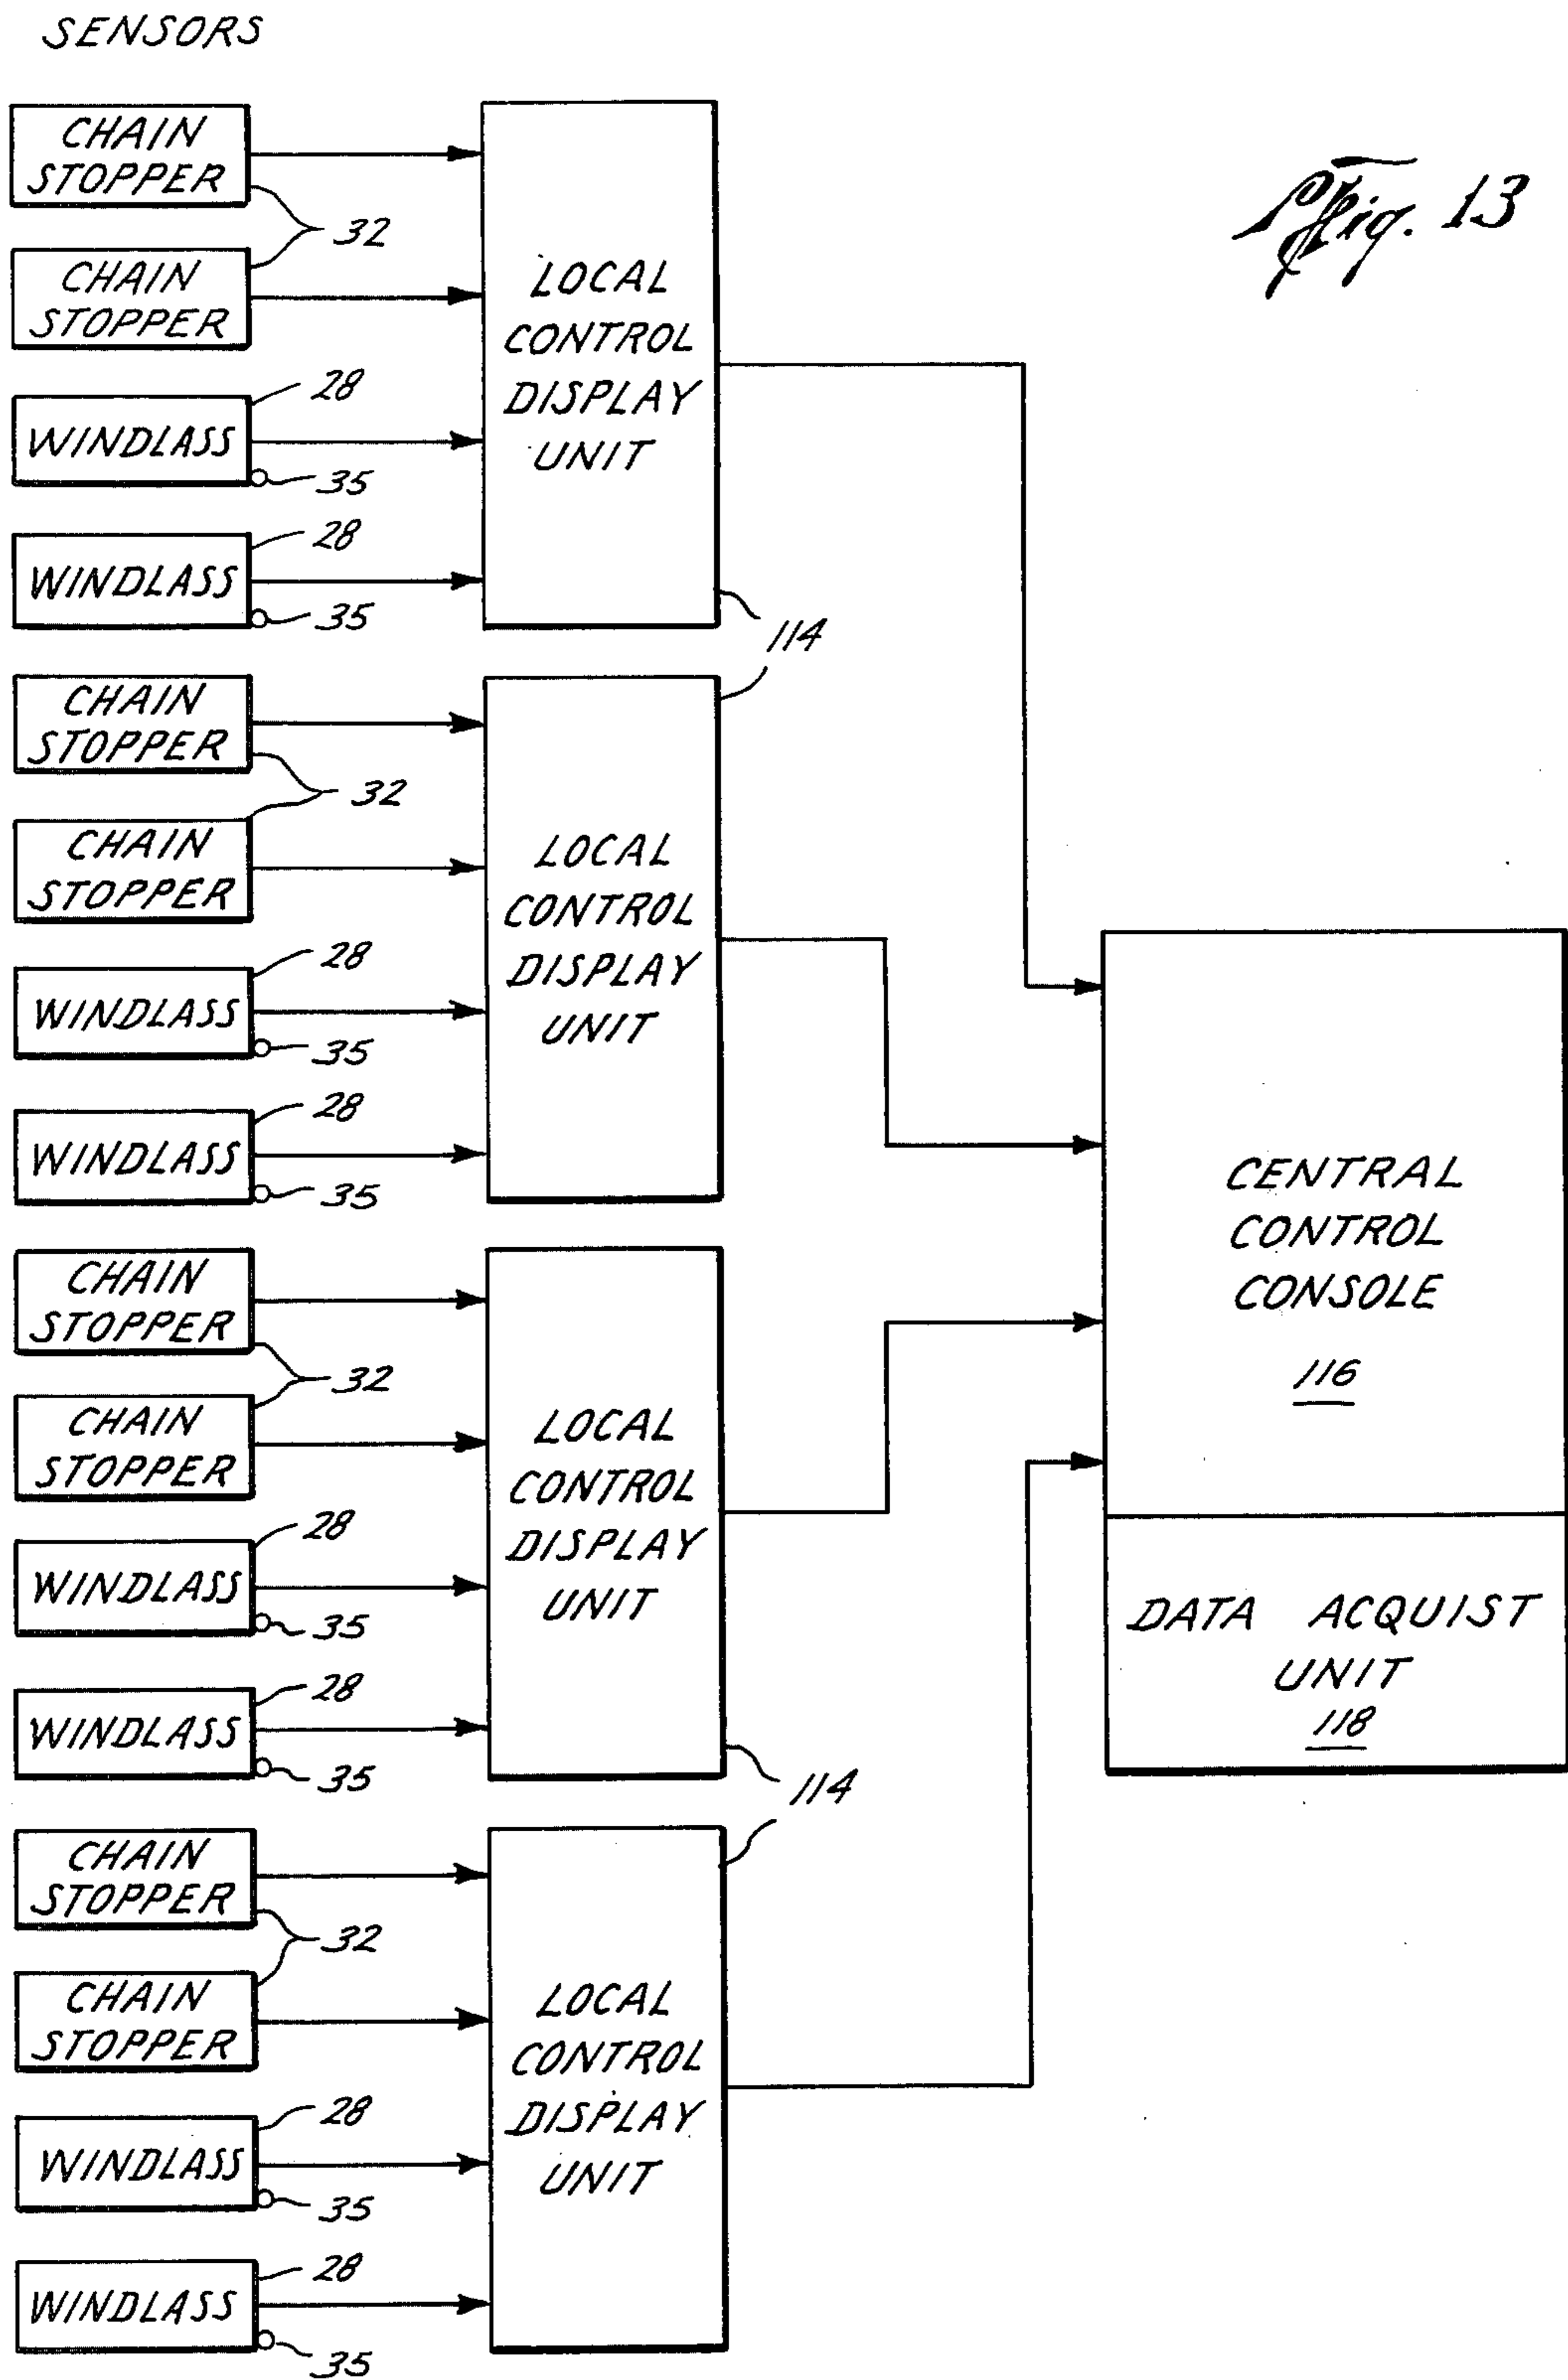 SENSORS
Fig. 13
CHAIN
STOPPER
32
CHAIN
STOPPER
28
WINDLASS
35
28
WINDLASS
35
LOCAL
CONTROL
DISPLAY
UNIT
114
CHAIN
STOPPER
32
CHAIN
STOPPER
28
WINDLASS
35
28
WINDLASS
35
LOCAL
CONTROL
DISPLAY
UNIT
CHAIN
STOPPER
32
CHAIN
STOPPER
28
WINDLASS
35
28
WINDLASS
35
LOCAL
CONTROL
DISPLAY
UNIT
114
CHAIN
STOPPER
32
CHAIN
STOPPER
28
WINDLASS
35
28
WINDLASS
35
LOCAL
CONTROL
DISPLAY
UNIT
CENTRAL
CONTROL
CONSOLE
116
DATA ACQUIST
UNIT
118